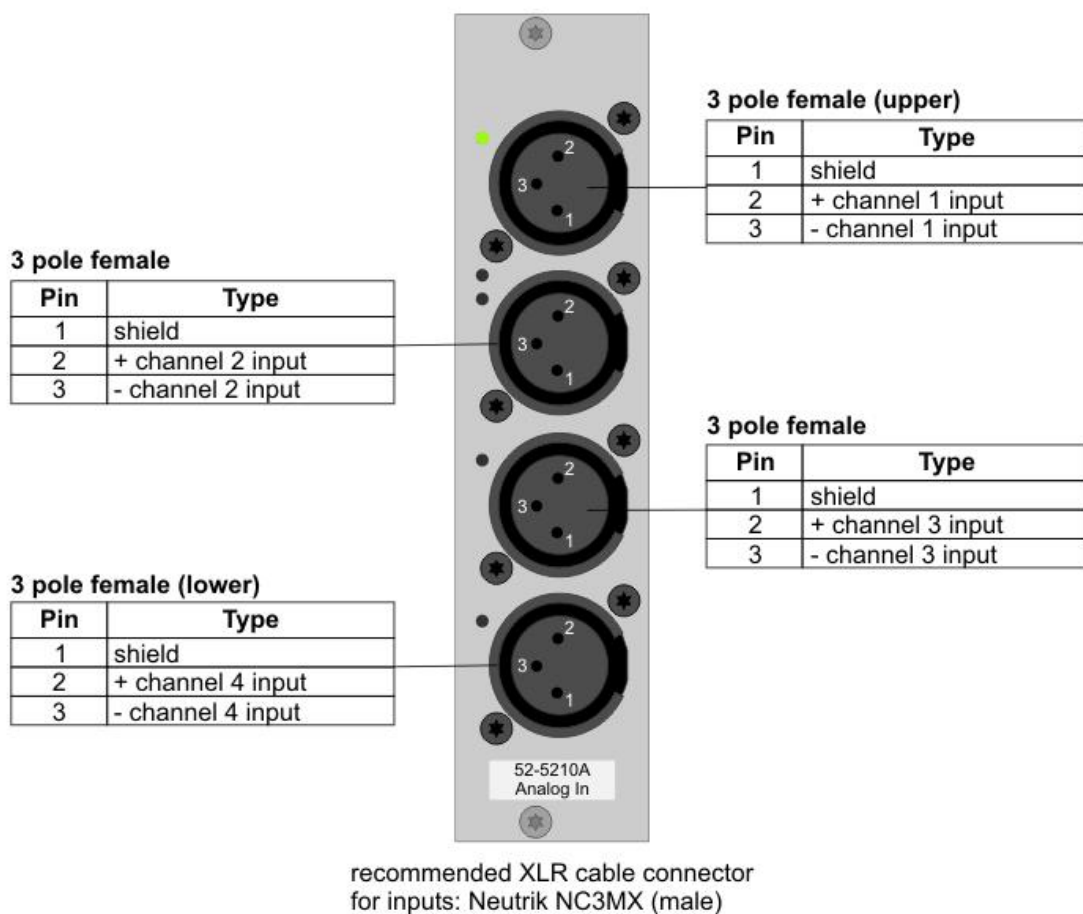 3 pole female (upper)
Pin Type
1 shield
2 + channel 1 input
3 - channel 1 input
2
3
1
3 pole female
Pin Type
1 shield
2 + channel 2 input
3 - channel 2 input
2
3
1
3 pole female
Pin Type
1 shield
2 + channel 3 input
3 - channel 3 input
2
3
1
3 pole female (lower)
Pin Type
1 shield
2 + channel 4 input
3 - channel 4 input
2
3
1
52-5210A
Analog In
recommended XLR cable connector
for inputs: Neutrik NC3MX (male)